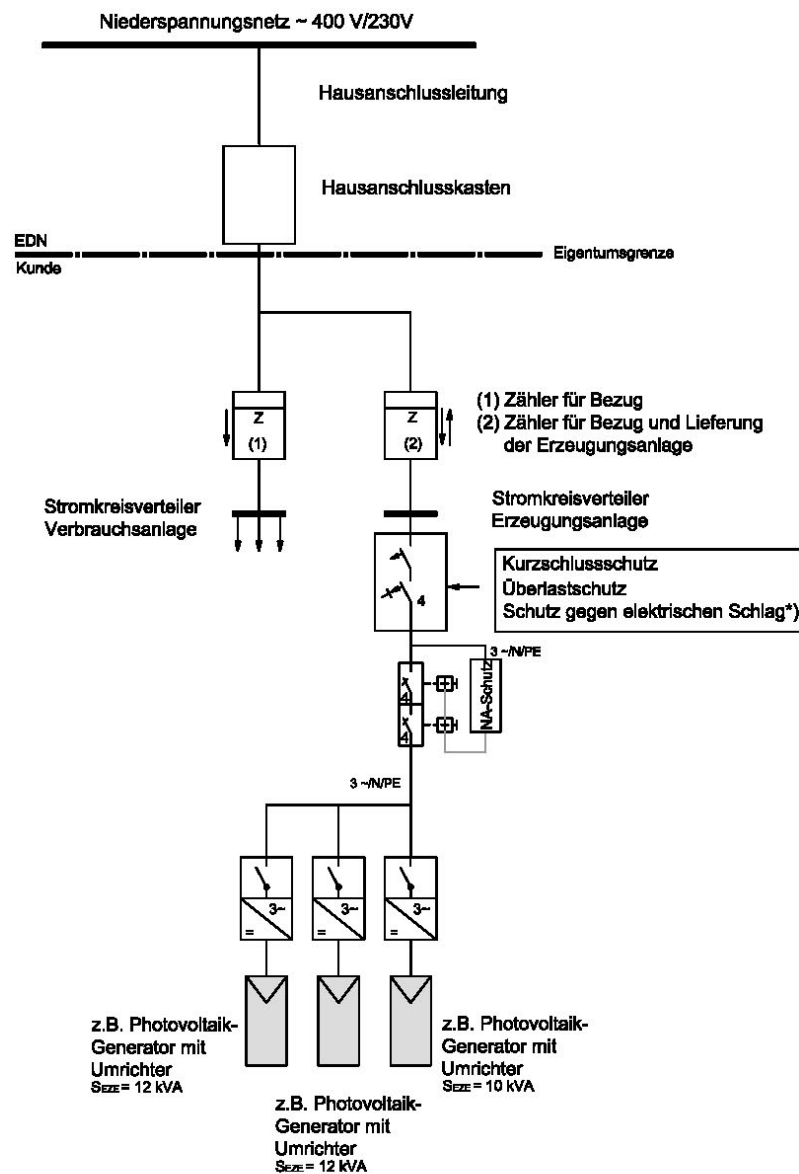 Niederspannungsnetz ~ 400 V/230V
Hausanschlussleitung
Hausanschlusskasten
EDN
Kunde
Eigentumsgrenze
Z
(1)
Z
(2)
(1) Zähler für Bezug
(2) Zähler für Bezug und Lieferung
der Erzeugungsanlage
Stromkreisverteiler
Verbrauchsanlage
Stromkreisverteiler
Erzeugungsanlage
4
Kurzschlussschutz
Überlastschutz
Schutz gegen elektrischen Schlag*)
3 ~/N/PE
4
4
NA-Schutz
3 ~/N/PE
3~
=
3~
=
3~
=
z.B. Photovoltaik-
Generator mit
Umrichter
SEZE = 12 kVA
z.B. Photovoltaik-
Generator mit
Umrichter
SEZE = 12 kVA
z.B. Photovoltaik-
Generator mit
Umrichter
SEZE = 10 kVA